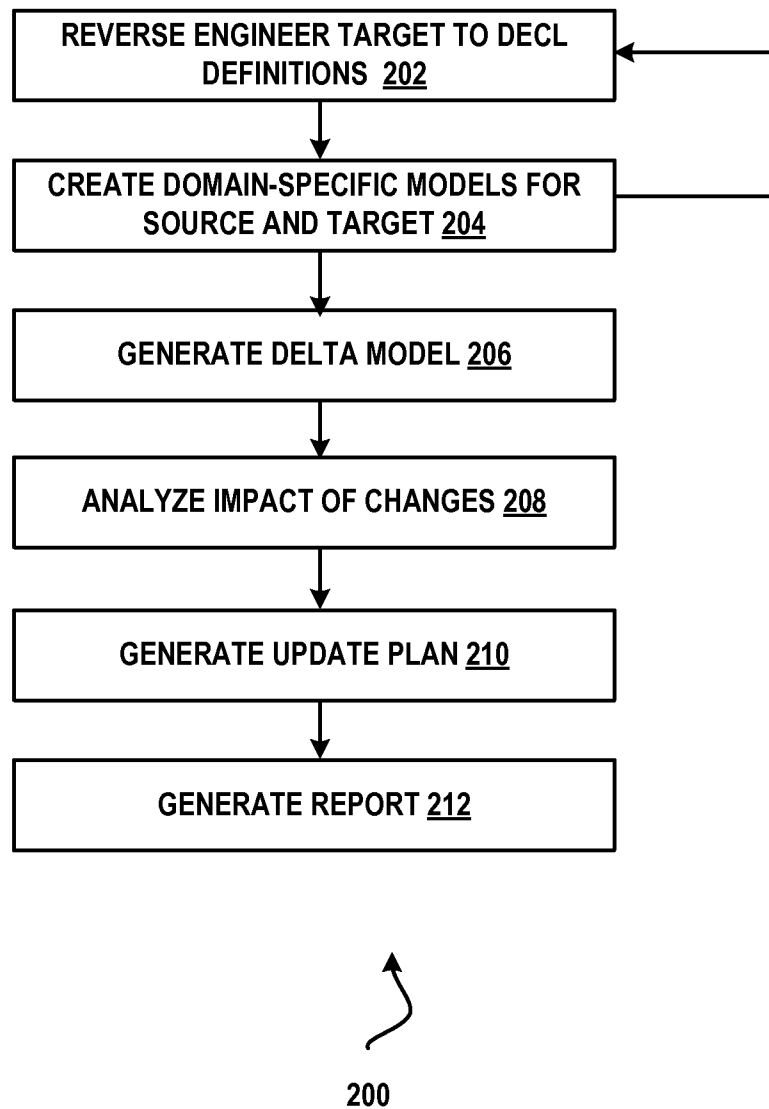 REVERSE ENGINEER TARGET TO DECL
DEFINITIONS 202
CREATE DOMAIN-SPECIFIC MODELS FOR
SOURCE AND TARGET 204
GENERATE DELTA MODEL 206
ANALYZE IMPACT OF CHANGES 208
GENERATE UPDATE PLAN 210
GENERATE REPORT 212
200